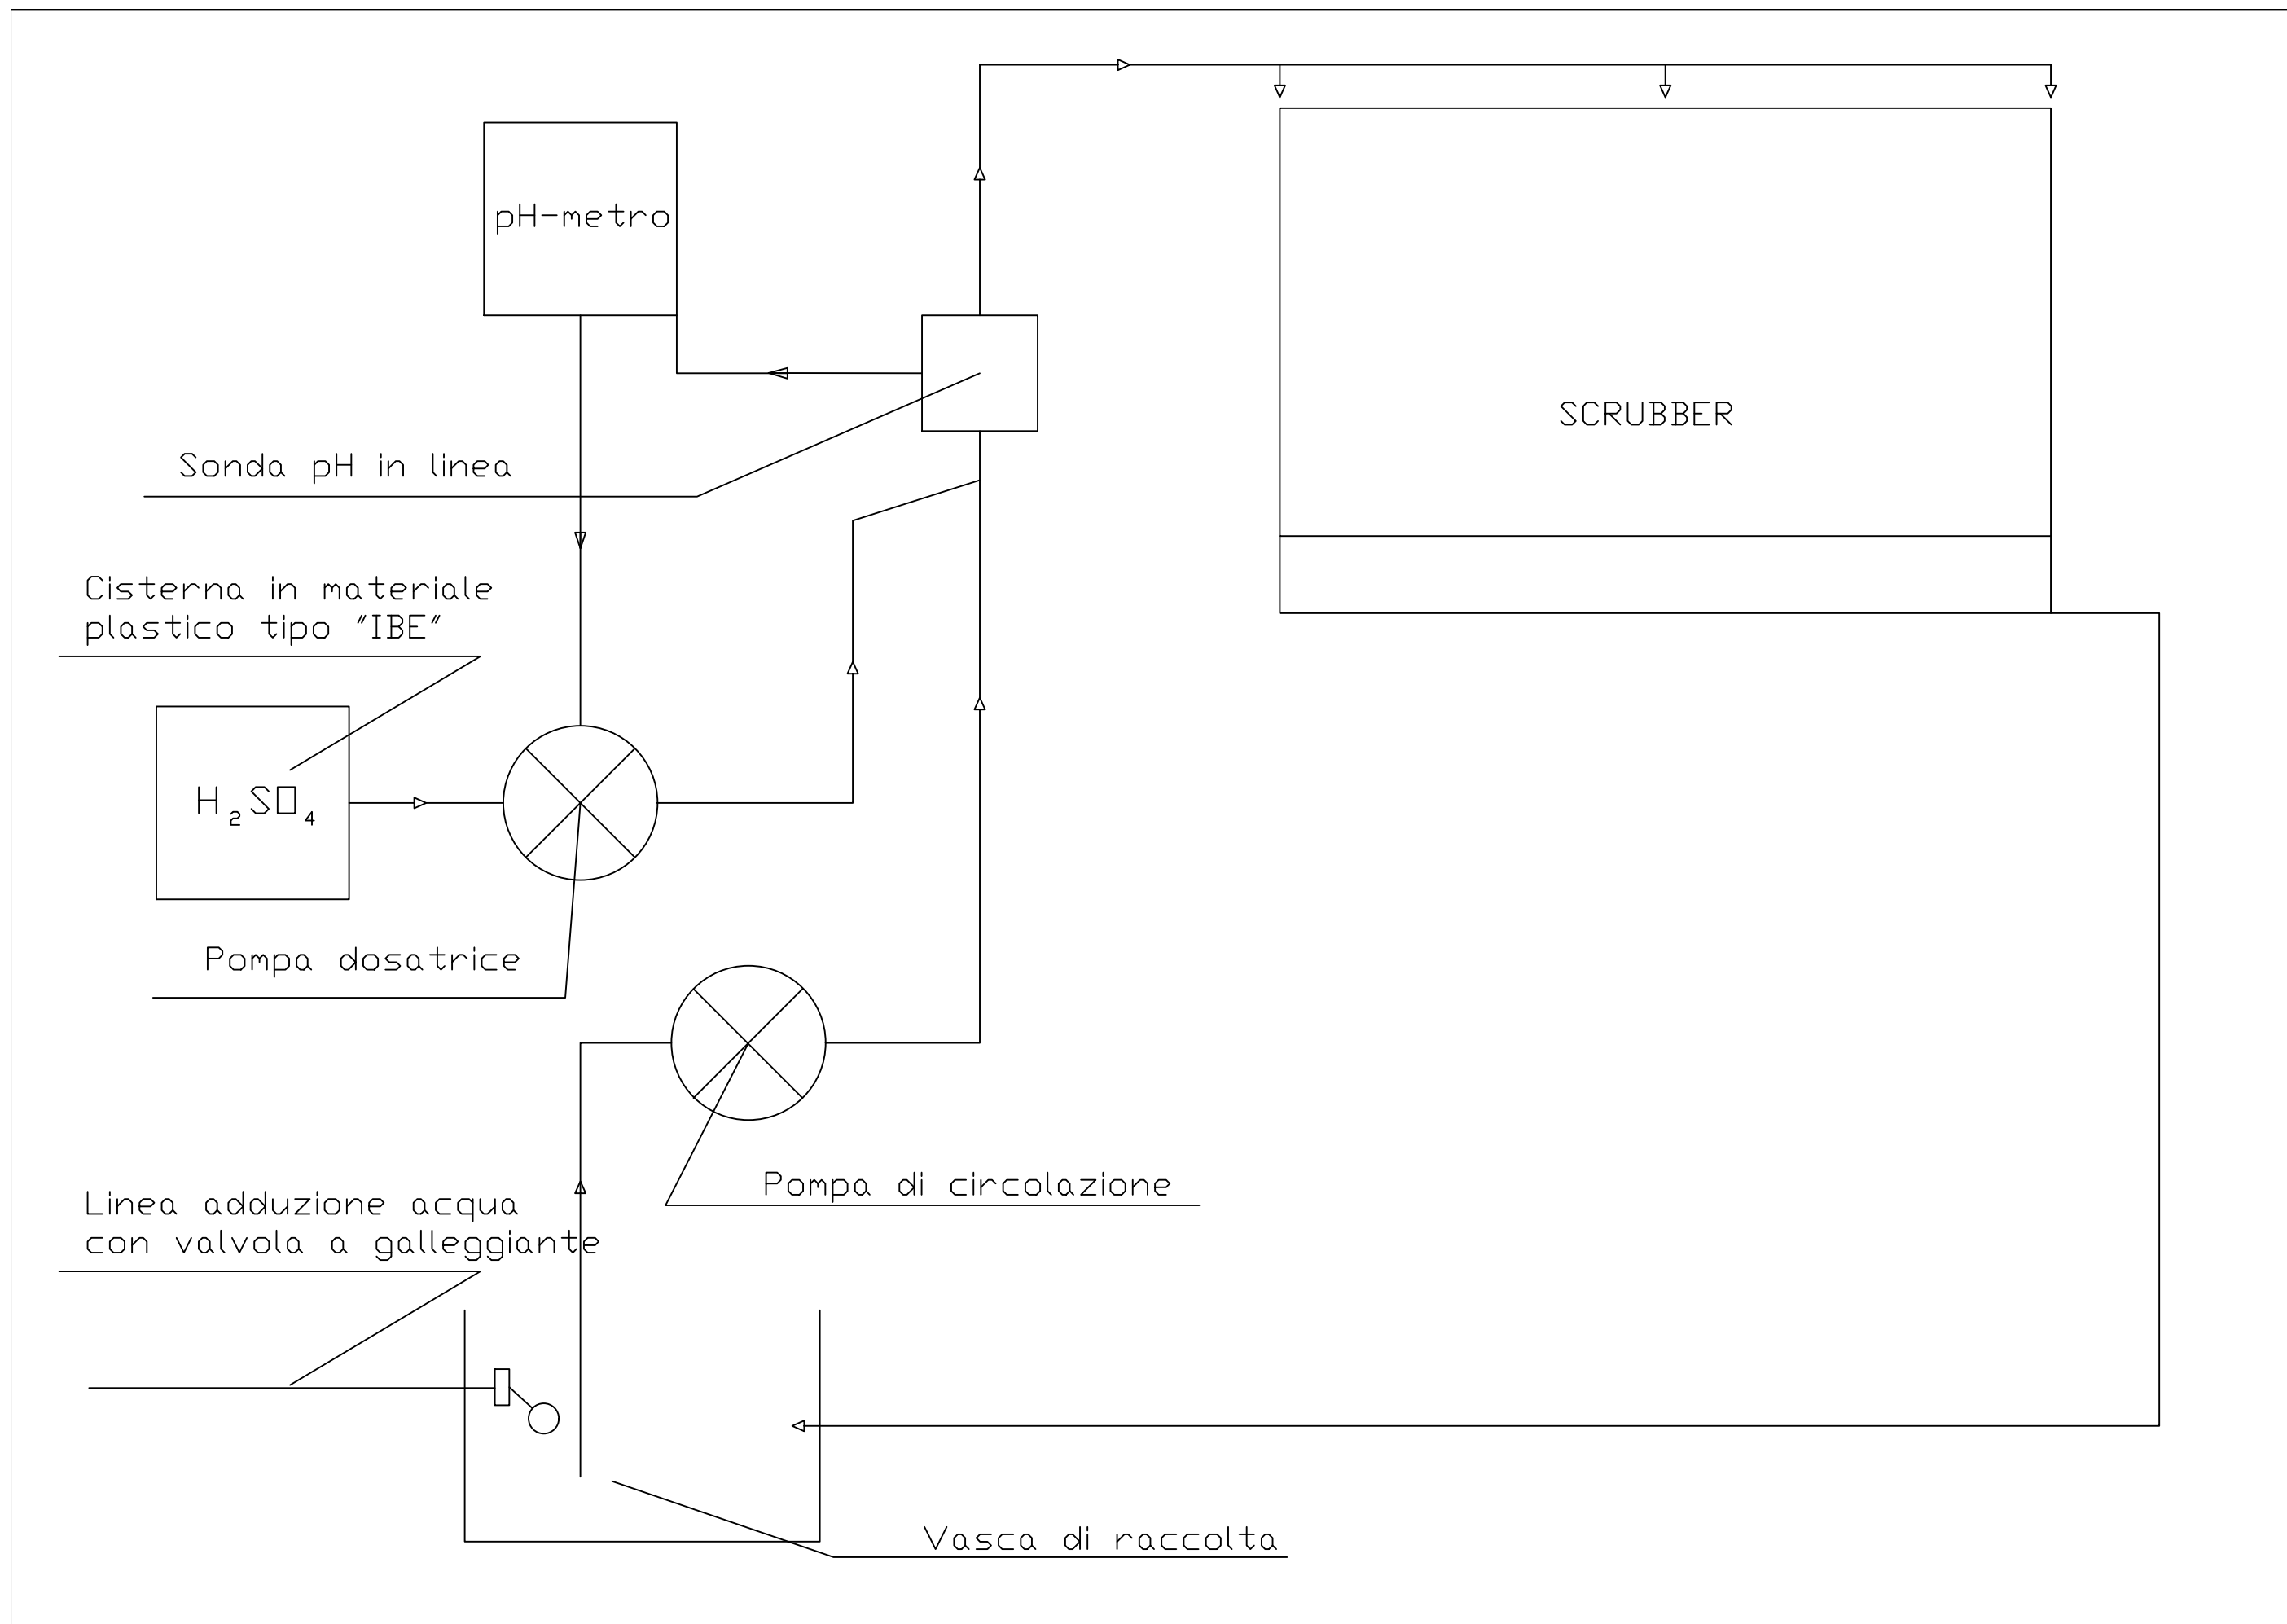 pH-metro
SCRUBBER
Sonda pH in linea
Cisterna in materiale
plastico tipo "IBE"
H₂SO₄
Pompa dosatrice
Pompa di circolazione
Linea adduzione acqua
con valvola a galleggiante
Vasca di raccolta